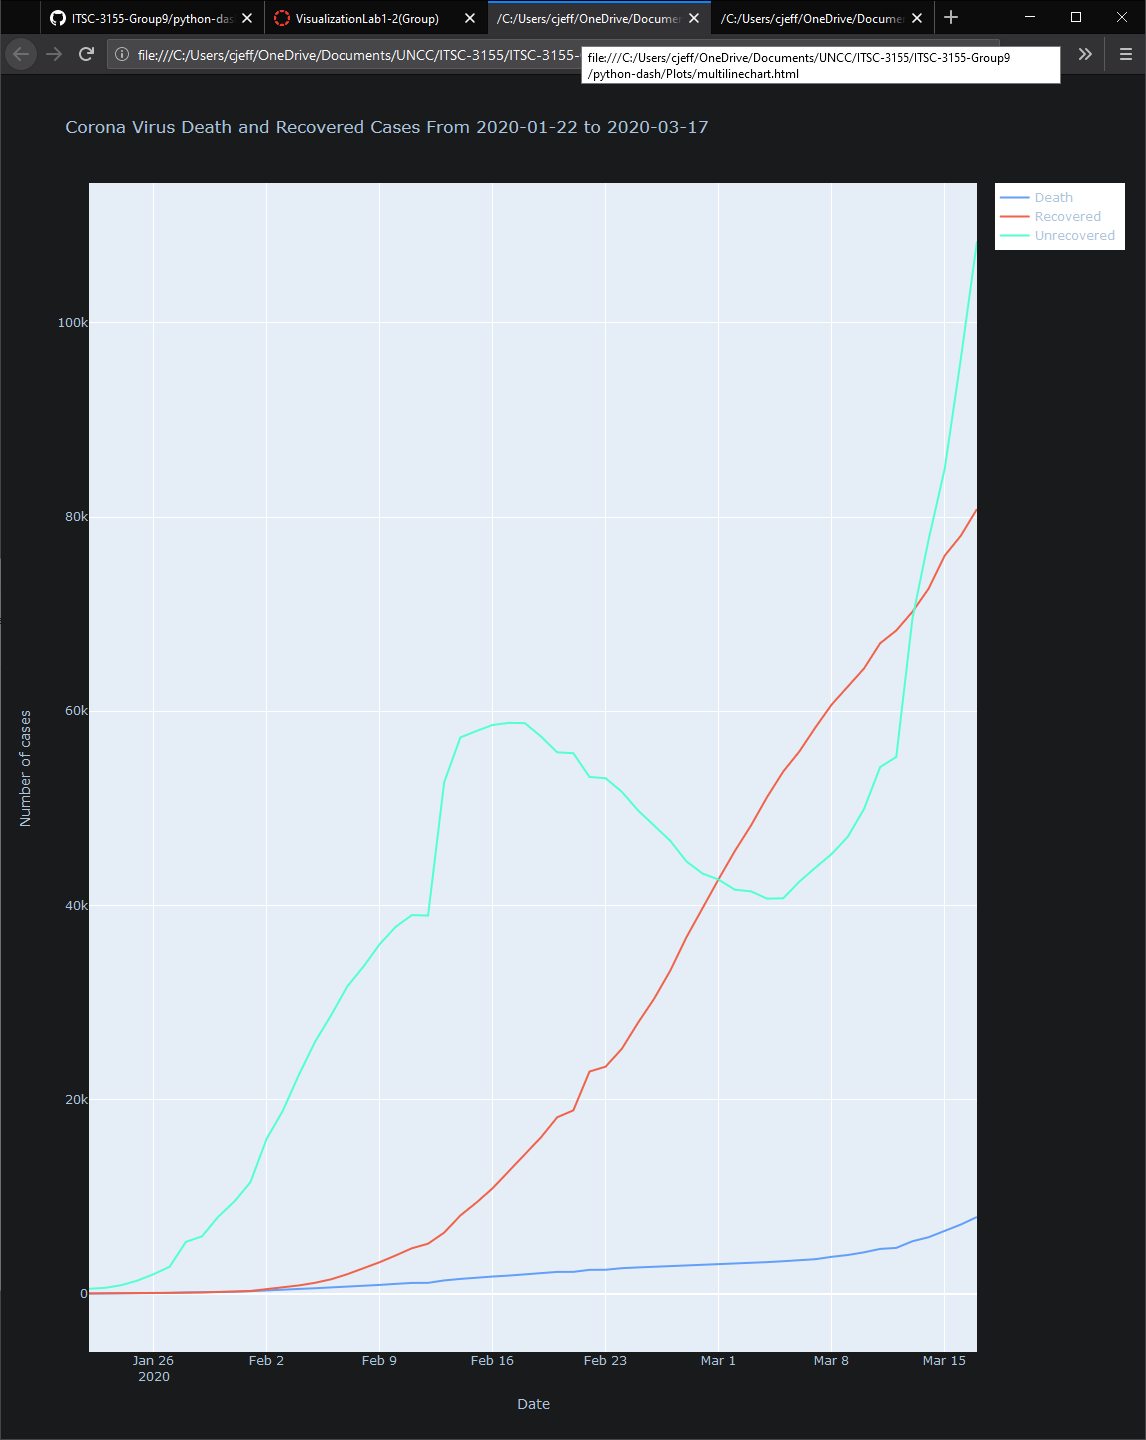 ITSC-3155-Group9/python-das
VisualizationLab1-2(Group)
/C:/Users/cjeff/OneDrive/Documen
/C:/Users/cjeff/OneDrive/Documen
file:///C:/Users/cjeff/OneDrive/Documents/UNCC/ITSC-3155/ITSC-3155-
file:///C:/Users/cjeff/OneDrive/Documents/UNCC/ITSC-3155/ITSC-3155-Group9
/python-dash/Plots/multilinechart.html
Corona Virus Death and Recovered Cases From 2020-01-22 to 2020-03-17
Death
Recovered
Unrecovered
100k
80k
60k
40k
20k
0
Number of cases
Jan 26
2020
Feb 2
Feb 9
Feb 16
Feb 23
Mar 1
Mar 8
Mar 15
Date